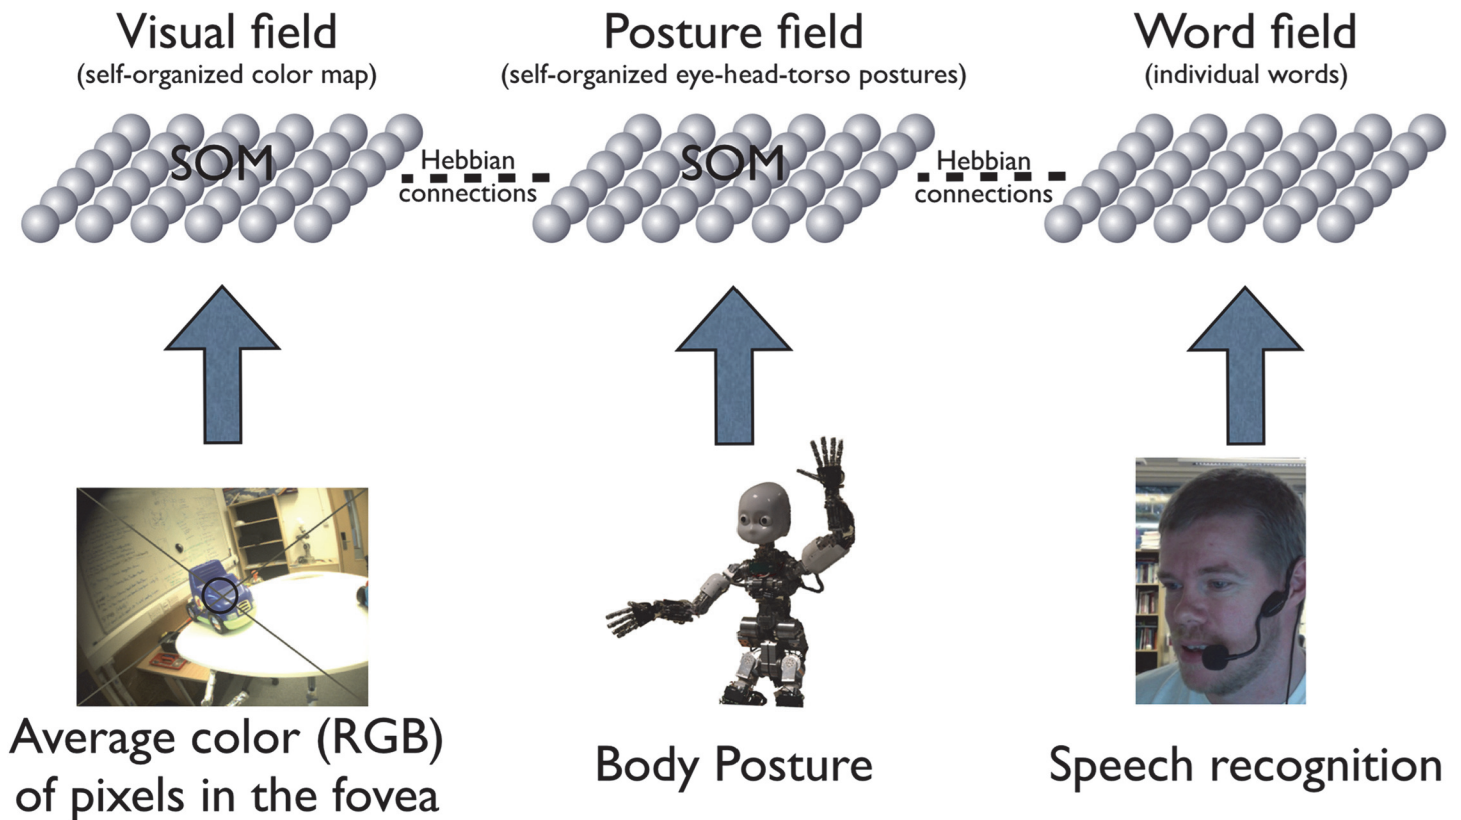 Visual field
(self-organized color map)
Posture field
(self-organized eye-head-torso postures)
Word field
(individual words)
SOM
Hebbian
connections
SOM
Hebbian
connections
Average color (RGB)
of pixels in the fovea
Body Posture
Speech recognition